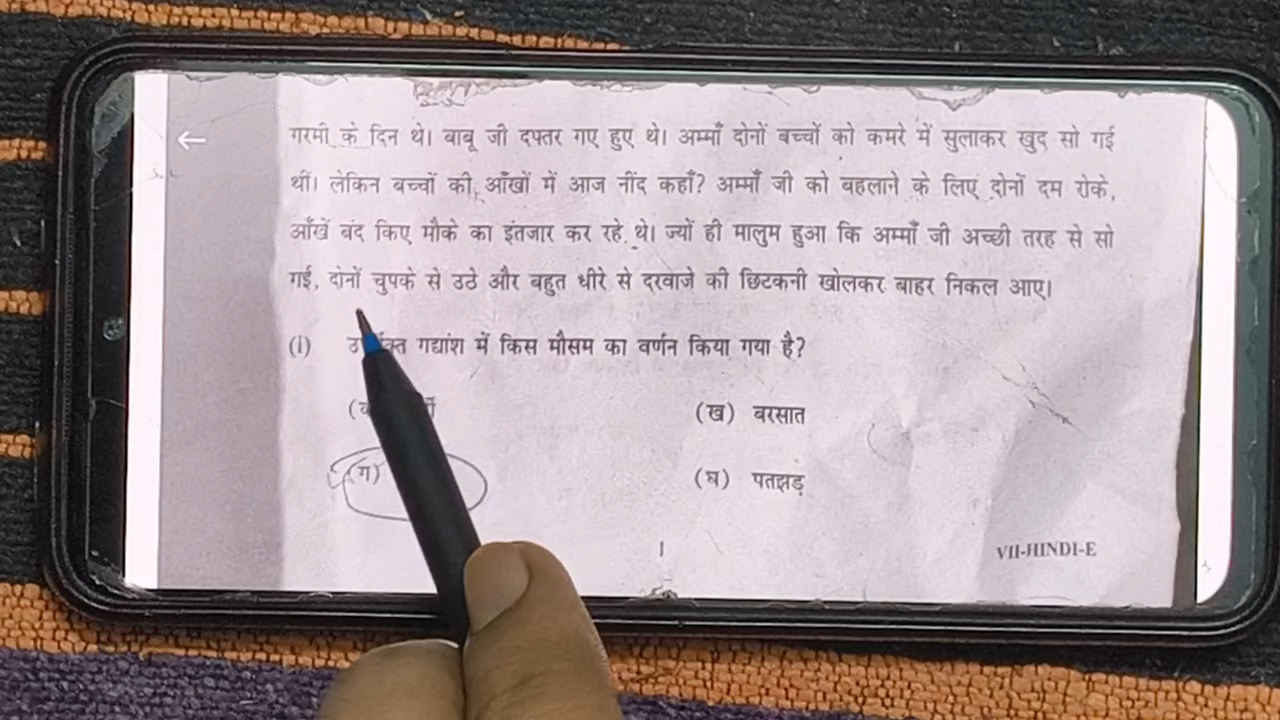 गरमी के दिन थे। बाबू जी दफ्तर गए हुए थे। अम्माँ दोनों बच्चों को कमरे में सुलाकर खुद सो गई
थीं। लेकिन बच्चों की आँखों में आज नींद कहाँ? अम्माँ जी को बहलाने के लिए दोनों दम रोके,
आँखें बंद किए मौके का इंतजार कर रहे थे। ज्यों ही मालुम हुआ कि अम्माँ जी अच्छी तरह से सो
गई, दोनों चुपके से उठे और बहुत धीरे से दरवाजे की छिटकनी खोलकर बाहर निकल आए।
(i) गद्यांश में किस मौसम का वर्णन किया गया है?
(ख) बरसात
(ग)
(घ) पतझड़
1
VII-HINDI-E